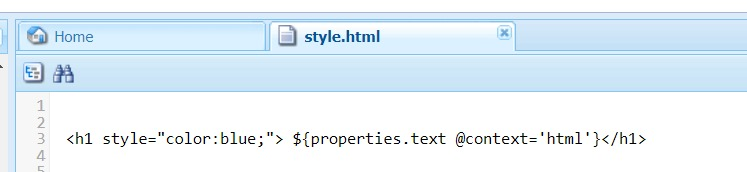 Home
style.html
1
2
3 <h1 style="color:blue;"> ${properties.text @context='html'}</h1>
4
5